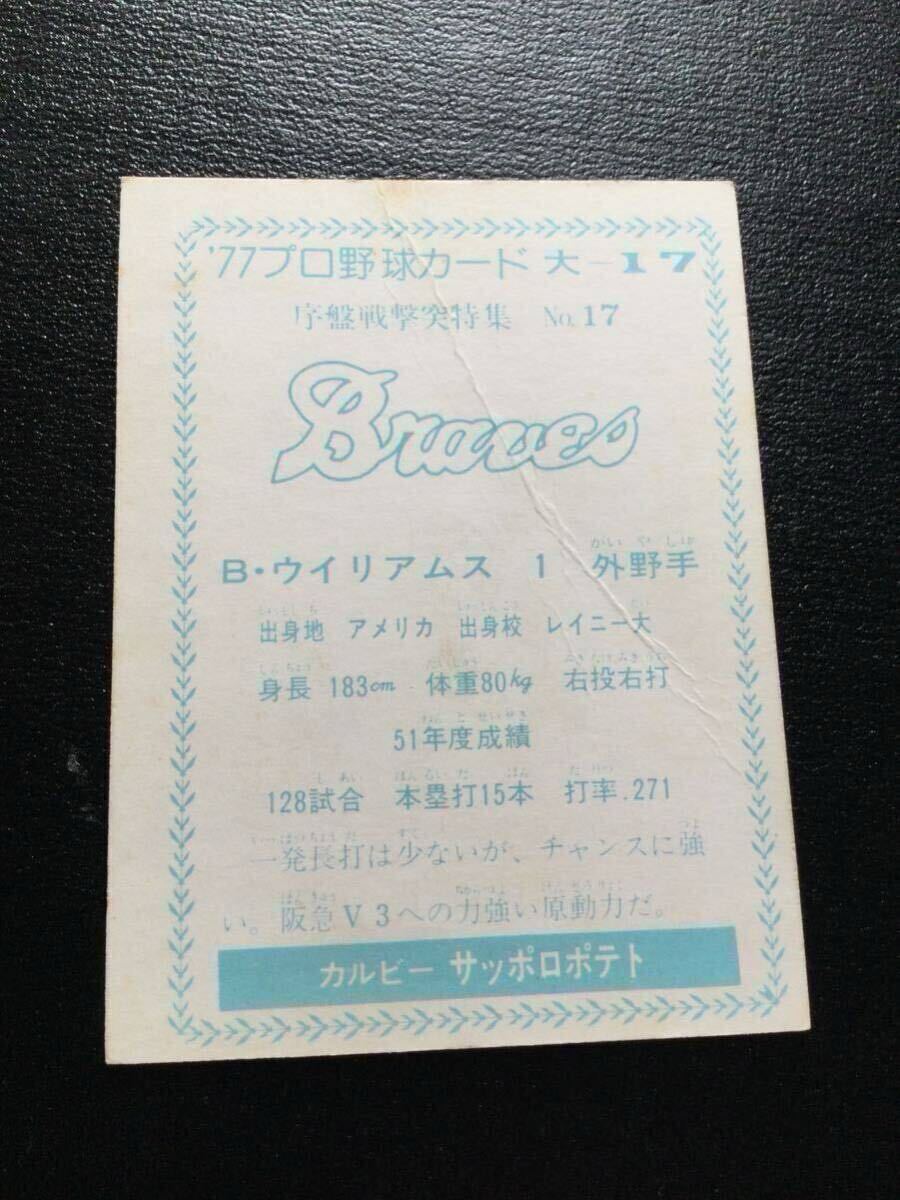 '77プロ野球カード 大-17
序盤戦撃突特集 No.17
Braves
B・ウイリアムス 1 外野手
出身地 アメリカ 出身校 レイニー大
身長 183cm 体重80kg 右投右打
51年度成績
128試合 本塁打15本 打率.271
一発長打は少ないが、チャンスに強
い。阪急V3への力強い原動力だ。
カルビー サッポロポテト